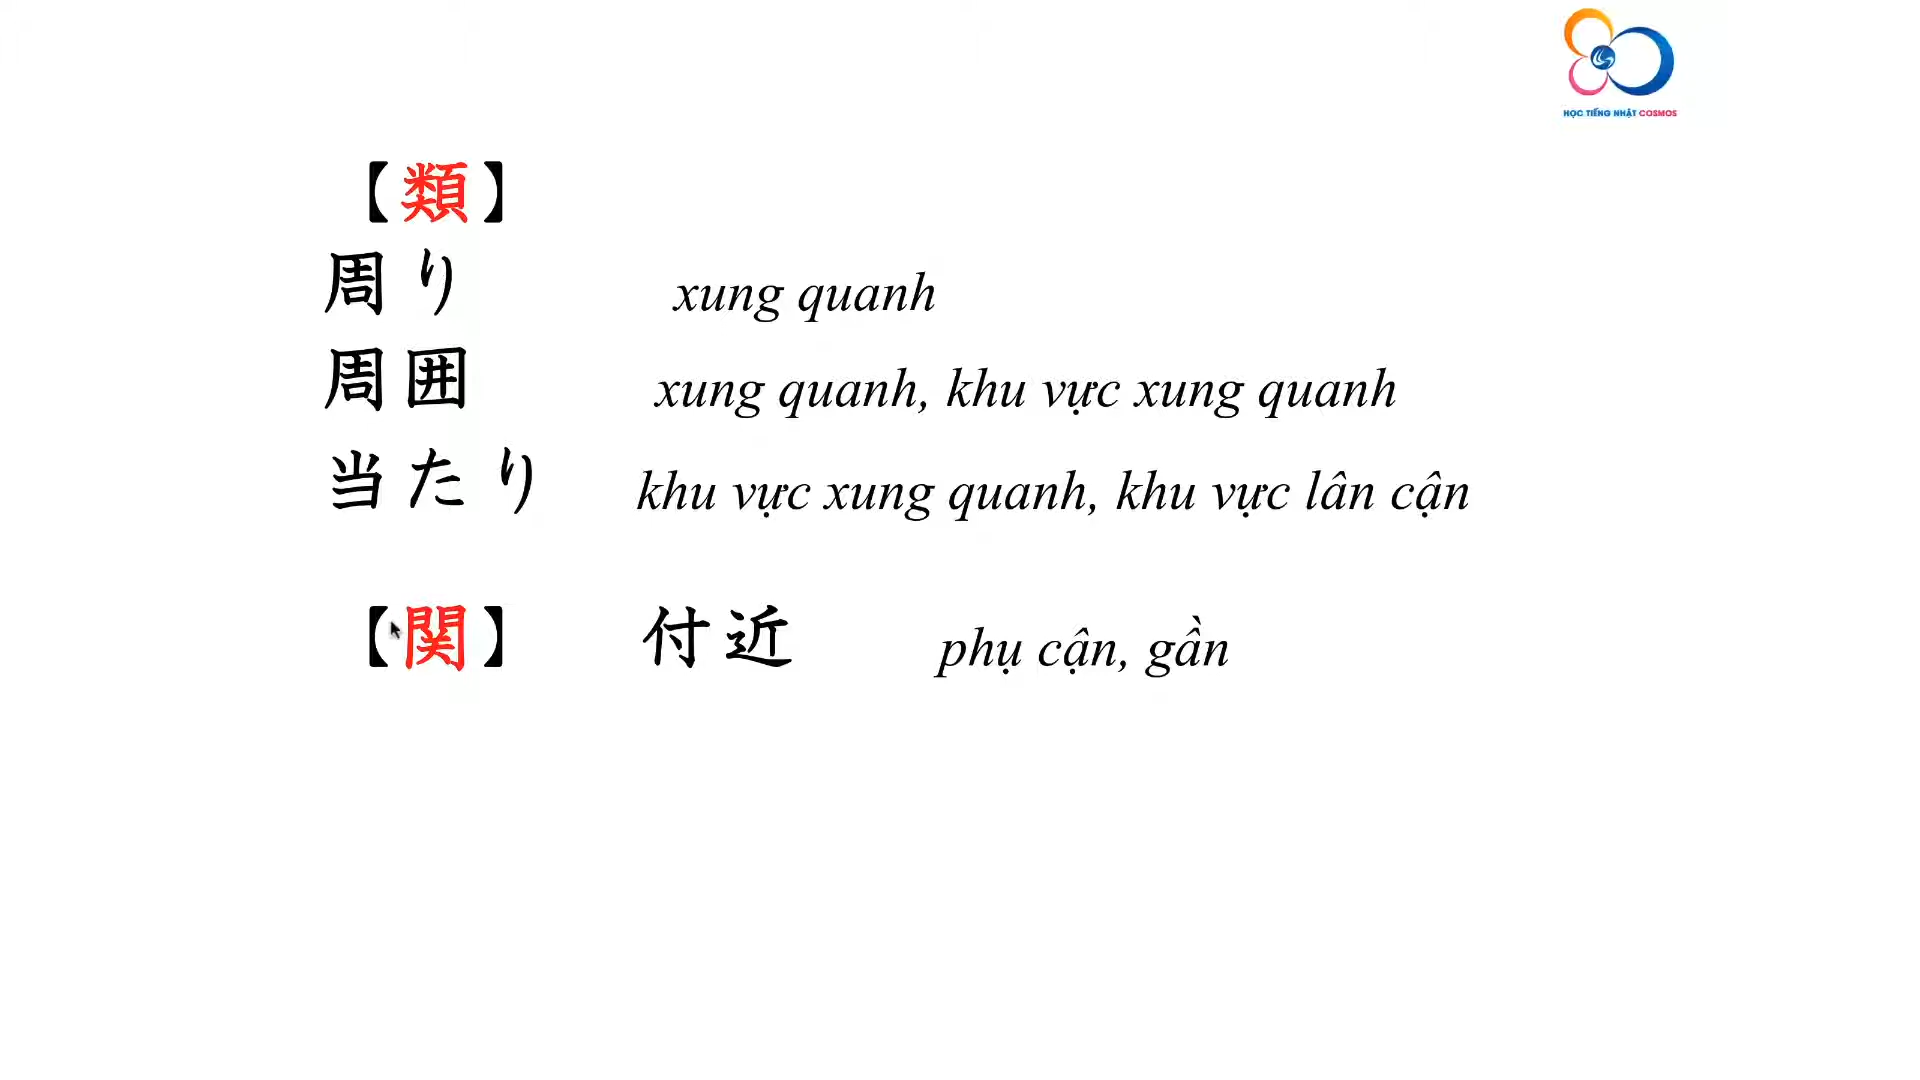 HỌC TIẾNG NHẬT COSMOS
【類】
周り xung quanh
周囲 xung quanh, khu vực xung quanh
当たり khu vực xung quanh, khu vực lân cận
【関】 付近 phụ cận, gần